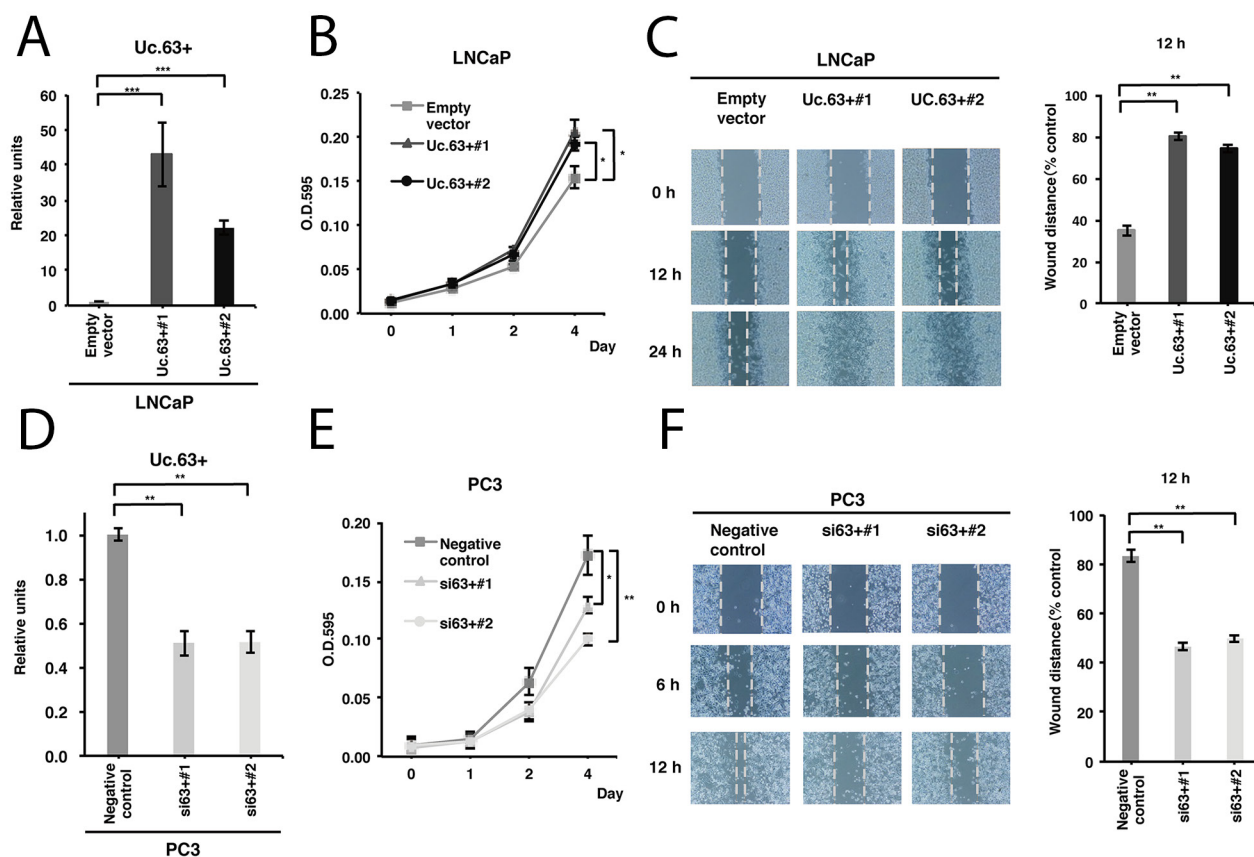 A
Uc.63+
***
***
Relative units
60
50
40
30
20
10
0
Empty
vector
Uc.63+#1
Uc.63+#2
LNCaP
B
LNCaP
Empty
vector
Uc.63+#1
Uc.63+#2
O.D.595
0.20
0.15
0.10
0.05
0.00
*
*
0
1
2
4
Day
C
LNCaP
Empty
vector
Uc.63+#1
UC.63+#2
0 h
12 h
24 h
12 h
**
**
Wound distance(% control)
100
80
60
40
20
0
Empty
vector
Uc.63+#1
Uc.63+#2
D
Uc.63+
**
**
Relative units
1.0
0.8
0.6
0.4
0.2
0.0
Negative
control
si63+#1
si63+#2
PC3
E
PC3
Negative
control
si63+#1
si63+#2
O.D.595
0.20
0.15
0.10
0.05
0.00
*
**
0
1
2
4
Day
F
PC3
Negative
control
si63+#1
si63+#2
0 h
6 h
12 h
12 h
**
**
Wound distance(% control)
100
80
60
40
20
0
Negative
control
si63+#1
si63+#2